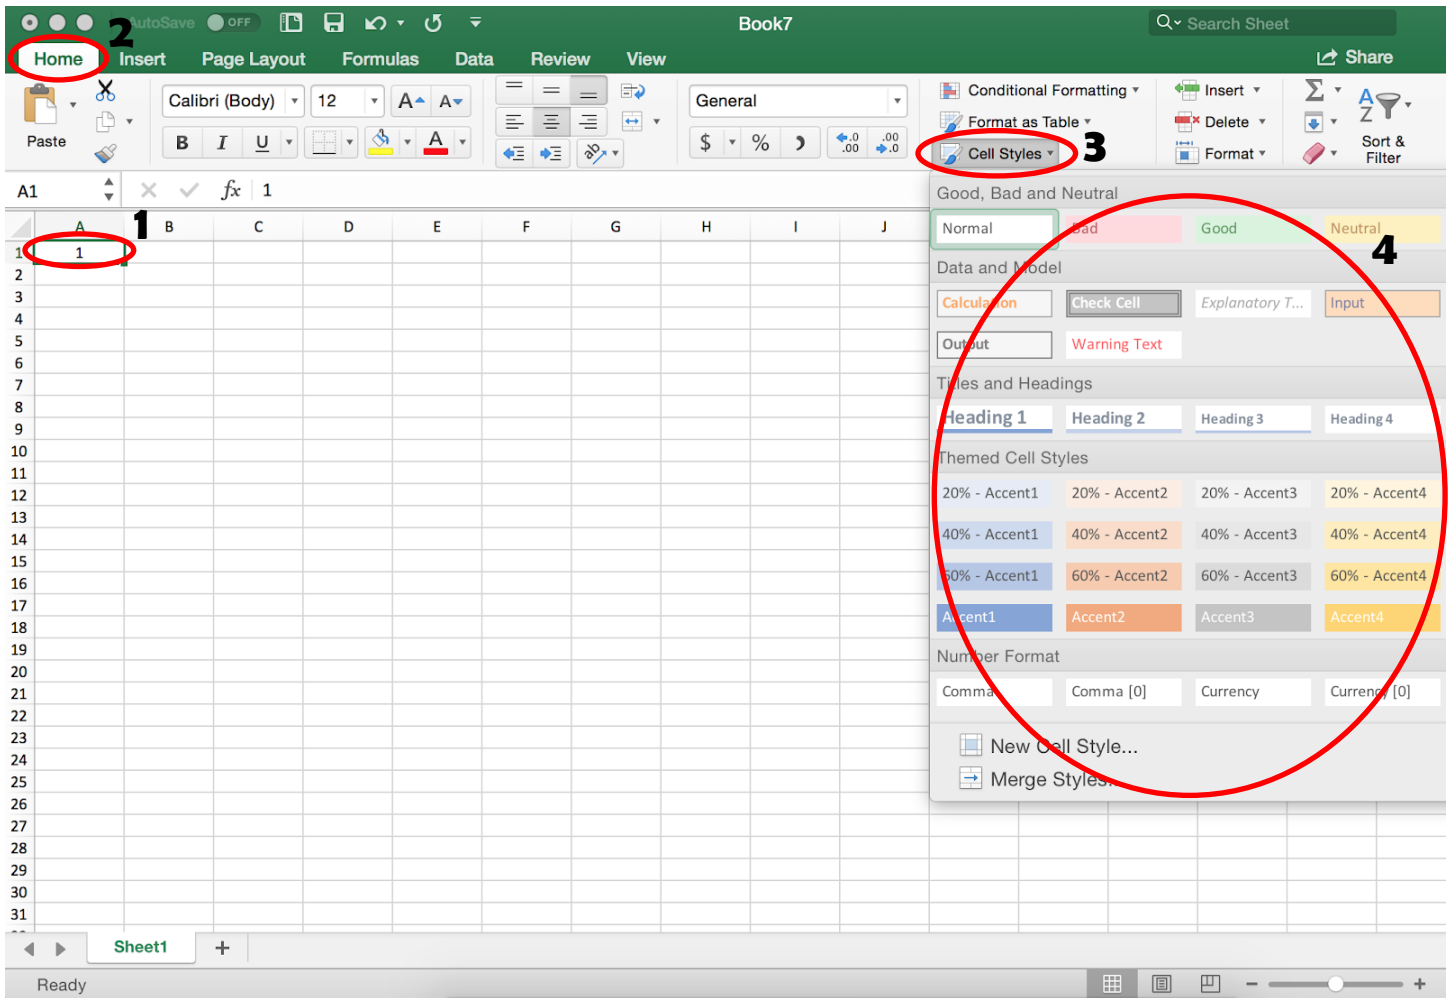 AutoSave OFF Book7 Search Sheet
2
Home Insert Page Layout Formulas Data Review View Share
Calibri (Body) 12 A A General Conditional Formatting Insert Σ A Z
Paste Format as Table Delete Sort & Filter
B I U A $ % .0 .00 .00 .0 Cell Styles 3 Format
A1 fx 1
Good, Bad and Neutral
Normal Bad Good Neutral
4
Data and Model
Calculation Check Cell Explanatory T... Input
Output Warning Text
Titles and Headings
Heading 1 Heading 2 Heading 3 Heading 4
Themed Cell Styles
20% - Accent1 20% - Accent2 20% - Accent3 20% - Accent4
40% - Accent1 40% - Accent2 40% - Accent3 40% - Accent4
60% - Accent1 60% - Accent2 60% - Accent3 60% - Accent4
Accent1 Accent2 Accent3 Accent4
Number Format
Comma Comma [0] Currency Currency [0]
New Cell Style...
Merge Styles...
1
A B C D E F G H I J
1 1
2
3
4
5
6
7
8
9
10
11
12
13
14
15
16
17
18
19
20
21
22
23
24
25
26
27
28
29
30
31
Sheet1 +
Ready